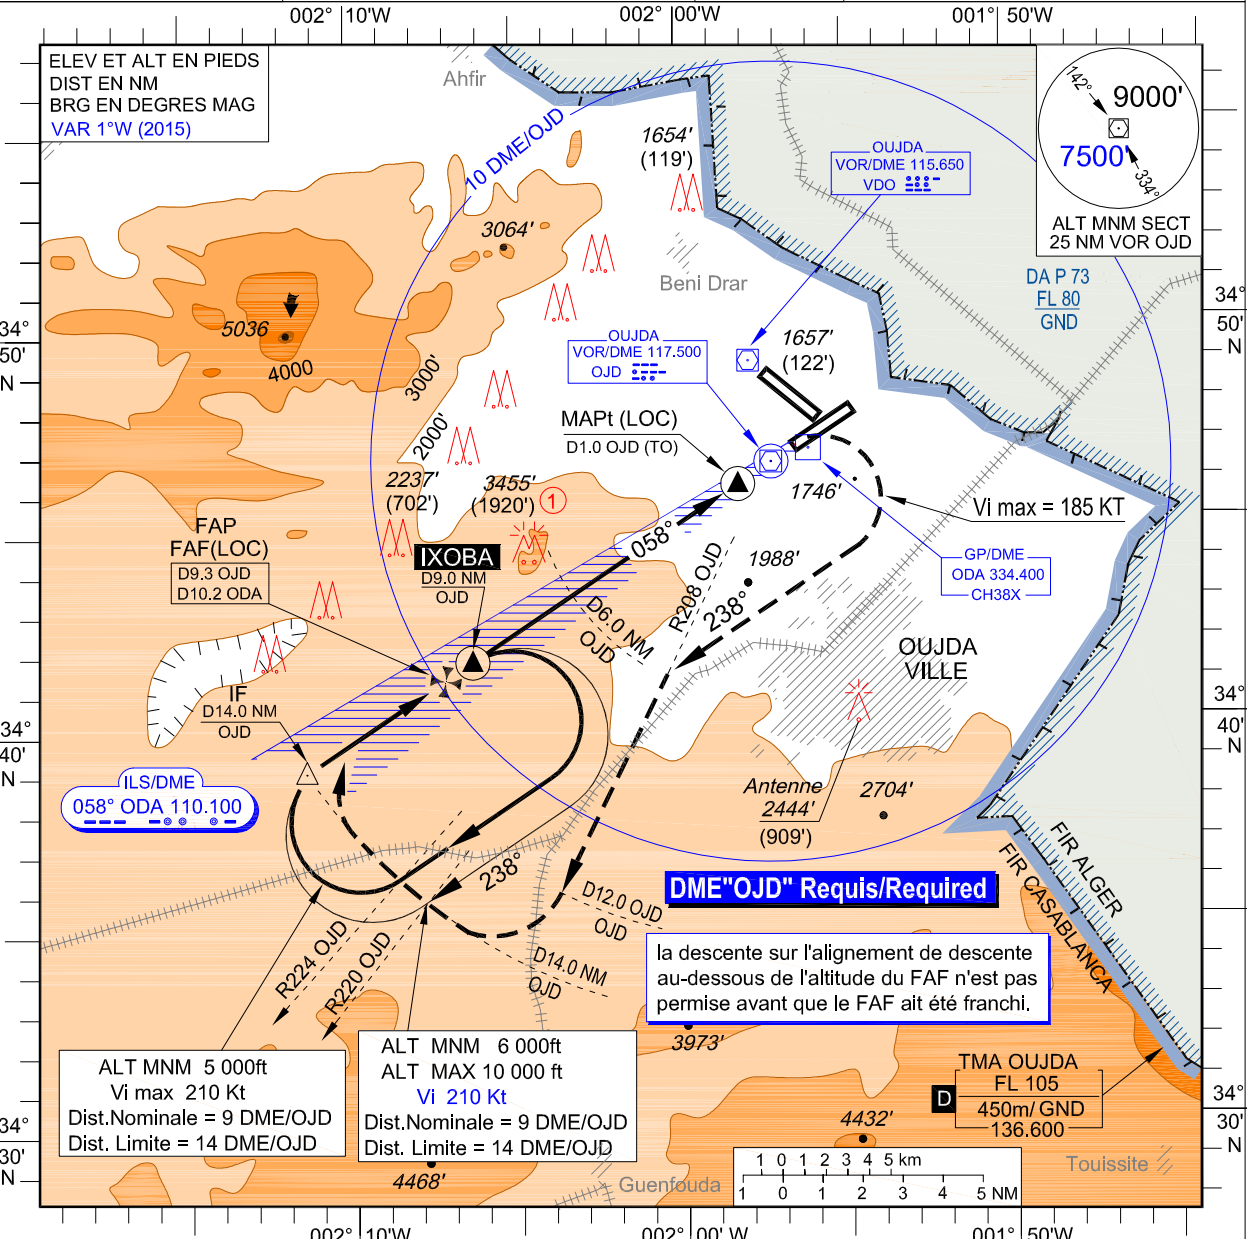 002° 10'W
002° 00'W
001° 50'W
ELEV ET ALT EN PIEDS
DIST EN NM
BRG EN DEGRES MAG
VAR 1°W (2015)
Ahfir
10 DME/OJD
1654'
(119')
OUJDA
VOR/DME 115.650
VDO
142°
9000'
7500'
334°
ALT MNM SECT
25 NM VOR OJD
3064'
Beni Drar
DA P 73
FL 80
GND
34°
50'
N
34°
50'
N
5036
4000
3000'
2000'
OUJDA
VOR/DME 117.500
OJD
1657'
(122')
MAPt (LOC)
D1.0 OJD (TO)
2237'
(702')
3455'
(1920')
1
1746'
Vi max = 185 KT
FAP
FAF(LOC)
D9.3 OJD
D10.2 ODA
IXOBA
D9.0 NM
OJD
058°
R208 OJD
1988'
GP/DME
ODA 334.400
CH38X
D6.0 NM
OJD
238°
OUJDA
VILLE
IF
D14.0 NM
OJD
34°
40'
N
34°
40'
N
ILS/DME
058° ODA 110.100
Antenne
2444'
(909')
2704'
238°
DME"OJD" Requis/Required
FIR ALGER
FIR CASABLANCA
D12.0 OJD
OJD
D14.0 NM
OJD
R224 OJD
R220 OJD
la descente sur l'alignement de descente
au-dessous de l'altitude du FAF n'est pas
permise avant que le FAF ait été franchi.
3973'
ALT MNM 5 000ft
Vi max 210 Kt
Dist.Nominale = 9 DME/OJD
Dist. Limite = 14 DME/OJD
ALT MNM 6 000ft
ALT MAX 10 000 ft
Vi 210 Kt
Dist.Nominale = 9 DME/OJD
Dist. Limite = 14 DME/OJD
TMA OUJDA
FL 105
D
450m/ GND
136.600
34°
30'
N
34°
30'
N
4432'
4468'
Guenfouda
Touissite
1 0 1 2 3 4 5 km
1 0 1 2 3 4 5 NM
002° 10'W
002° 00'W
001° 50'W